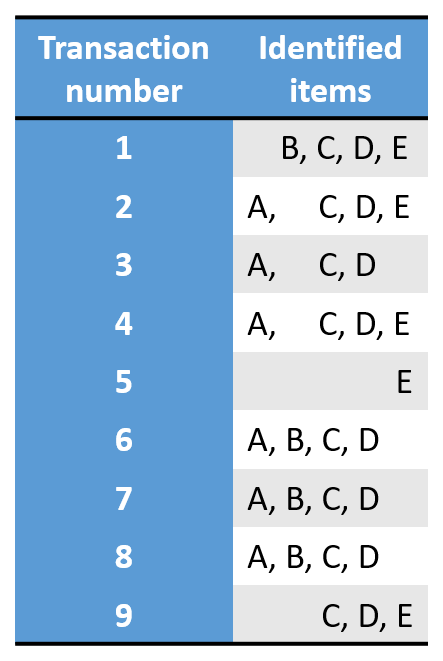 Transaction number Identified items
1 B, C, D, E
2 A, C, D, E
3 A, C, D
4 A, C, D, E
5 E
6 A, B, C, D
7 A, B, C, D
8 A, B, C, D
9 C, D, E